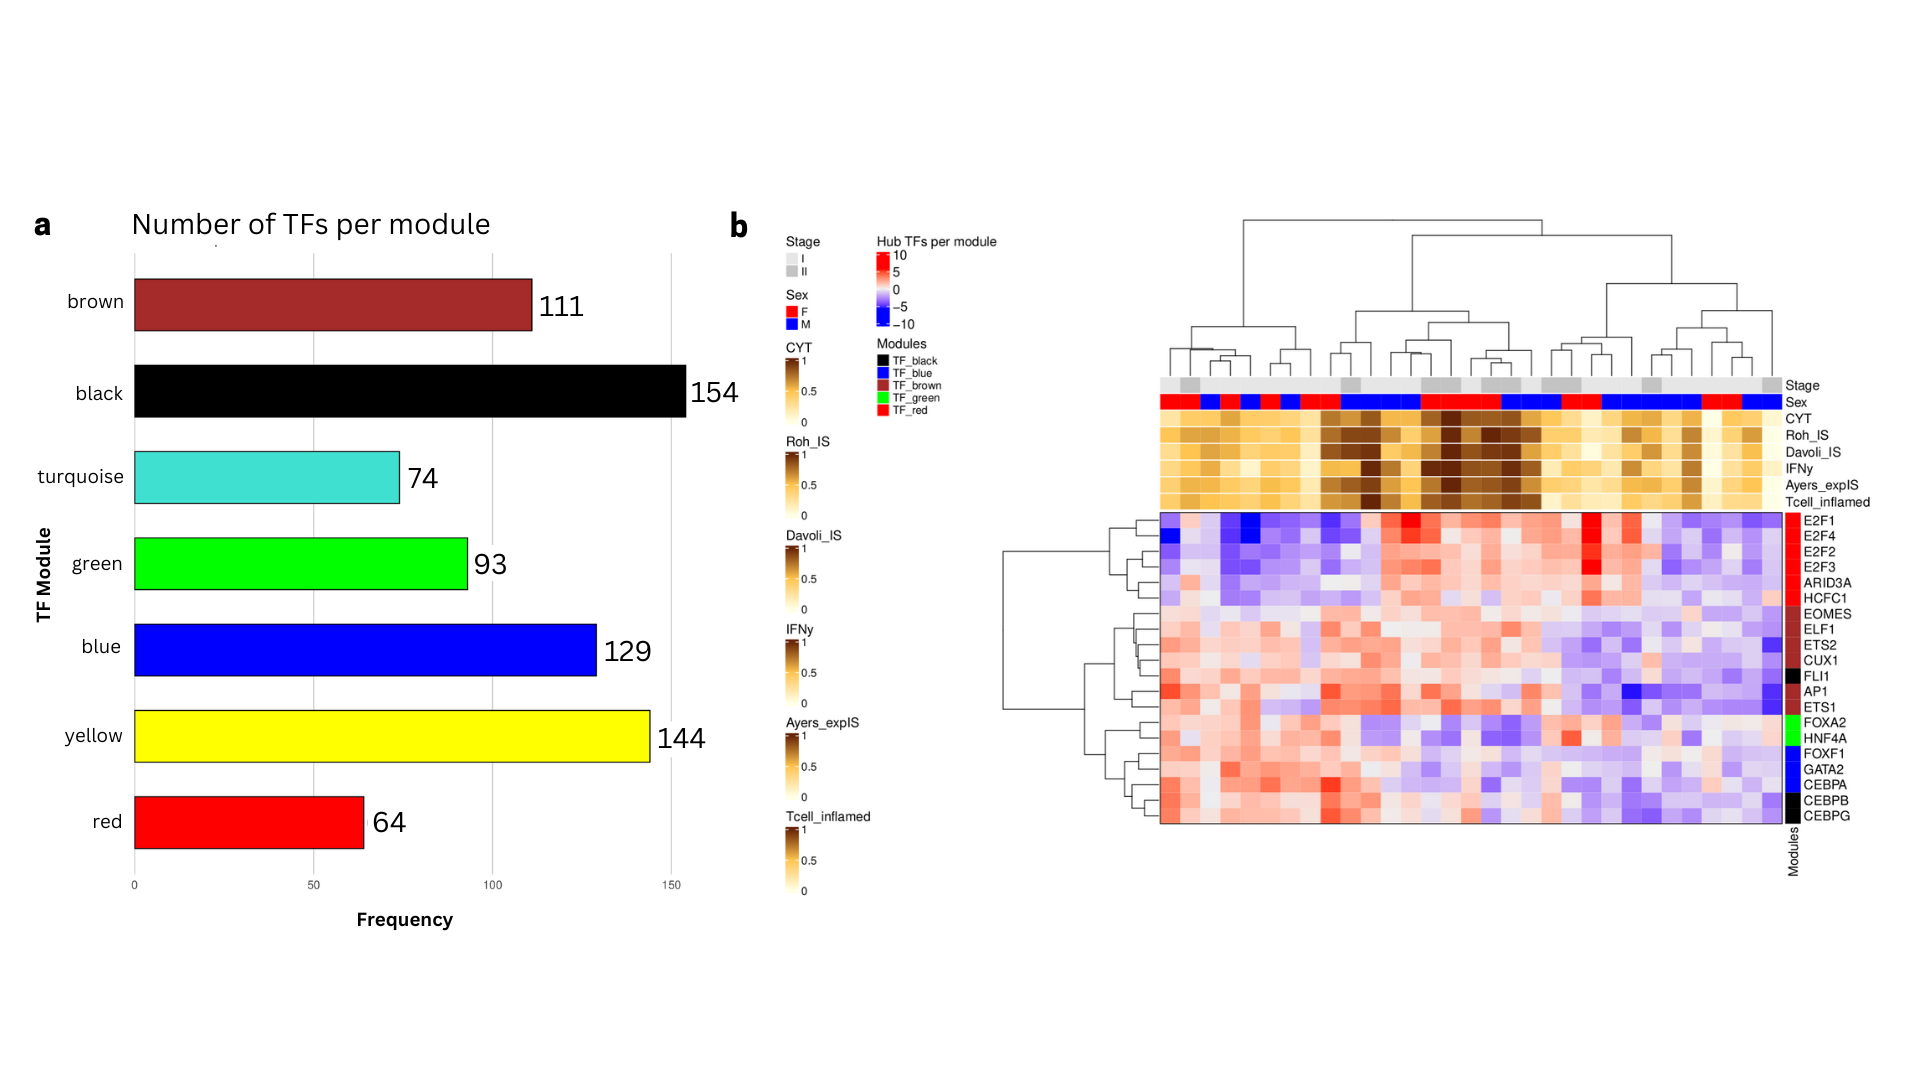 a
Number of TFs per module
brown
111
black
154
turquoise
74
green
93
blue
129
yellow
144
red
64
0
50
100
150
Frequency
TF Module
b
Stage
I
II
Sex
F
M
CYT
1
0.5
0
Roh_IS
1
0.5
0
Davoli_IS
1
0.5
0
IFNy
1
0.5
0
Ayers_expIS
1
0.5
0
Tcell_inflamed
1
0.5
0
Hub TFs per module
10
5
0
−5
−10
Modules
TF_black
TF_blue
TF_brown
TF_green
TF_red
Stage
Sex
CYT
Roh_IS
Davoli_IS
IFNy
Ayers_expIS
Tcell_inflamed
E2F1
E2F4
E2F2
E2F3
ARID3A
HCFC1
EOMES
ELF1
ETS2
CUX1
FLI1
AP1
ETS1
FOXA2
HNF4A
FOXF1
GATA2
CEBPA
CEBPB
CEBPG
Modules